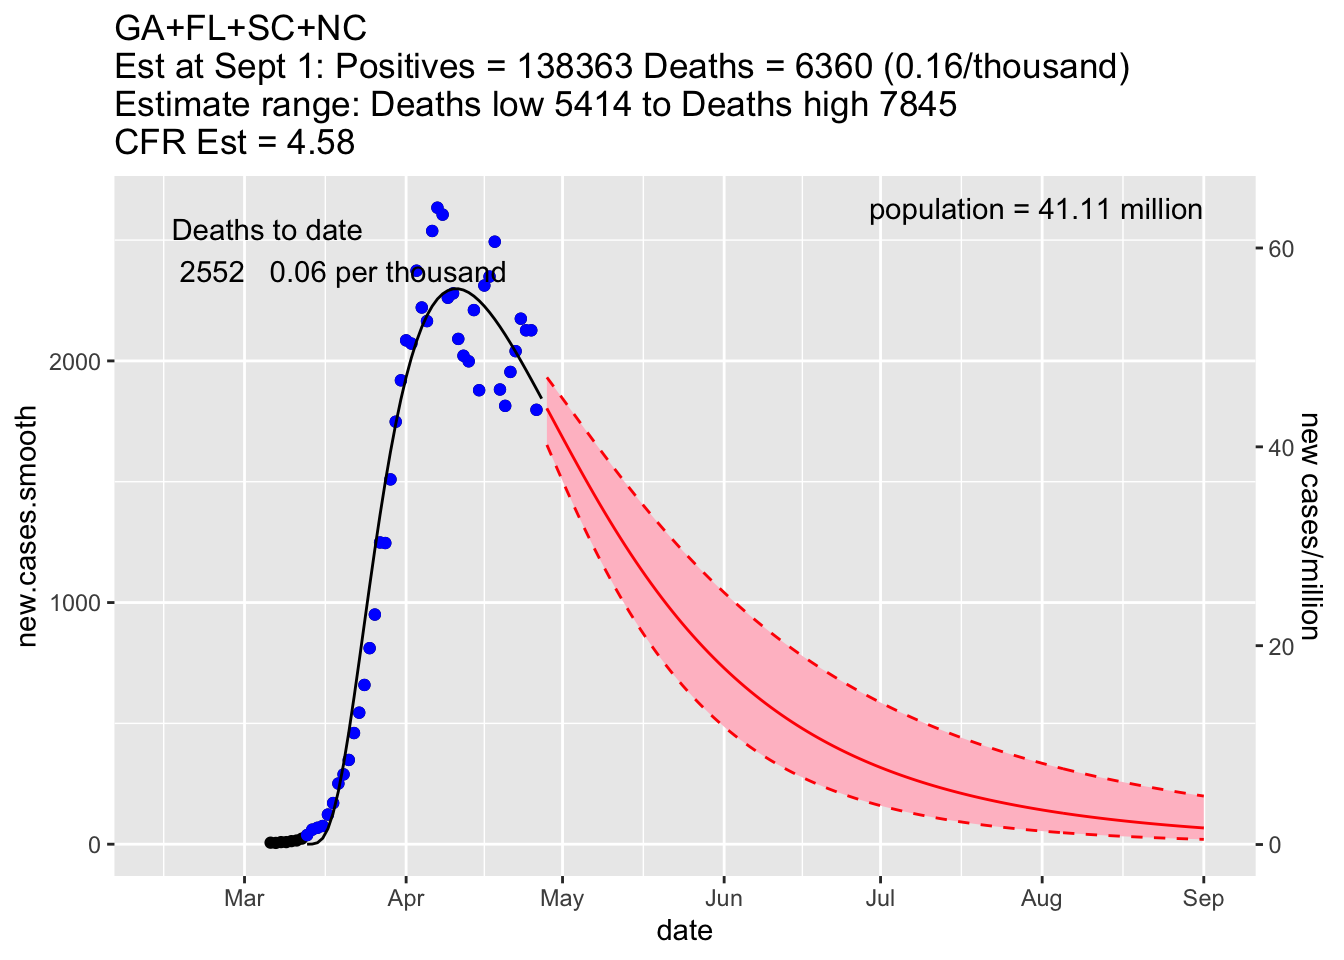 GA+FL+SC+NC
Est at Sept 1: Positives = 138363 Deaths = 6360 (0.16/thousand)
Estimate range: Deaths low 5414 to Deaths high 7845
CFR Est = 4.58
population = 41.11 million
Deaths to date
2552 0.06 per thousand
new.cases.smooth
2000
1000
0
new cases/million
60
40
20
0
Mar Apr May Jun Jul Aug Sep
date